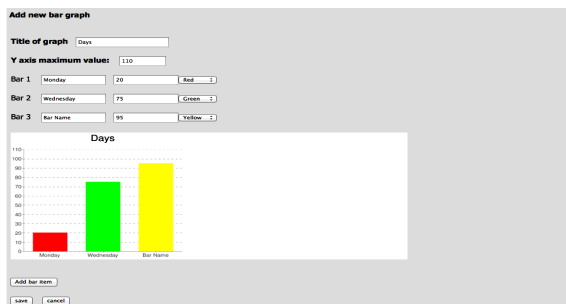 Add new bar graph
Title of graph Days
Y axis maximum value: 110
Bar 1 Monday 20 Red
Bar 2 Wednesday 75 Green
Bar 3 Bar Name 95 Yellow
Days
110
100
90
80
70
60
50
40
30
20
10
0
Monday Wednesday Bar Name
Add bar item
save cancel